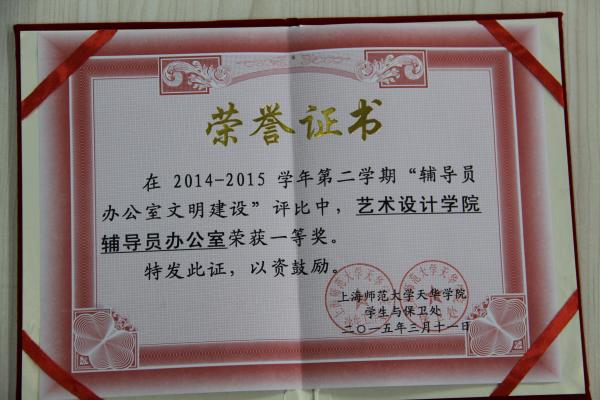 荣誉证书
在 2014-2015 学年第二学期“辅导员
办公室文明建设”评比中，艺术设计学院
辅导员办公室荣获一等奖。
特发此证，以资鼓励。
上海师范大学天华学院
学生与保卫处
二〇一五年三月十一日